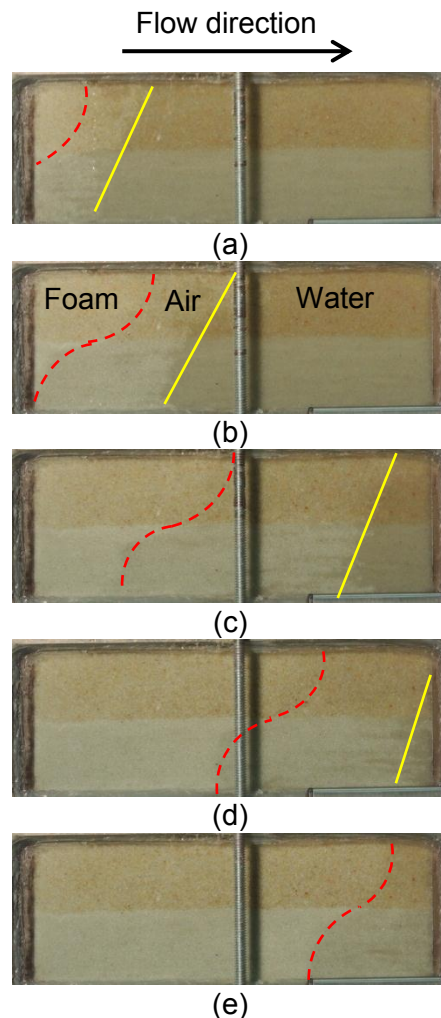 Flow direction
(a)
Foam Air Water
(b)
(c)
(d)
(e)